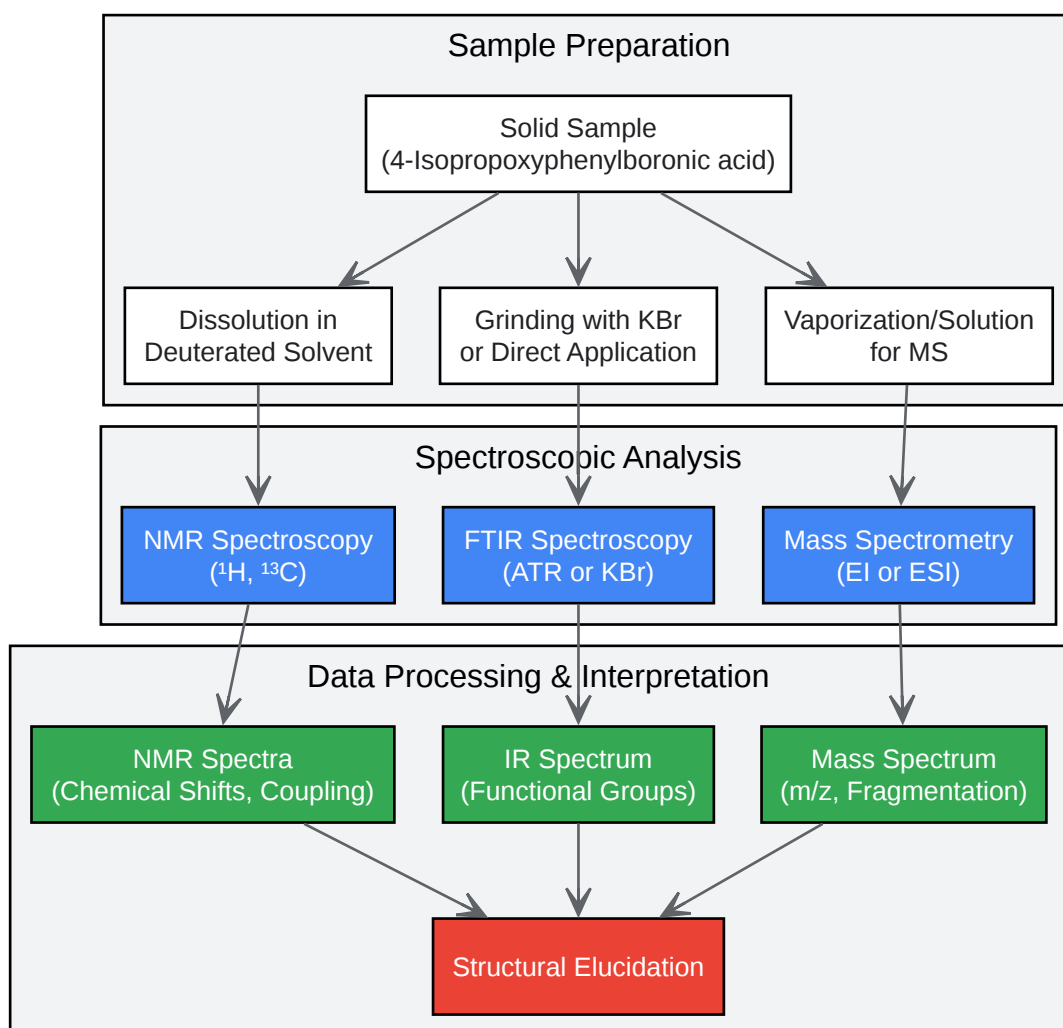 Sample Preparation
Solid Sample
(4-Isopropoxyphenylboronic acid)
Dissolution in
Deuterated Solvent
Grinding with KBr
or Direct Application
Vaporization/Solution
for MS
Spectroscopic Analysis
NMR Spectroscopy
(¹H, ¹³C)
FTIR Spectroscopy
(ATR or KBr)
Mass Spectrometry
(EI or ESI)
Data Processing & Interpretation
NMR Spectra
(Chemical Shifts, Coupling)
IR Spectrum
(Functional Groups)
Mass Spectrum
(m/z, Fragmentation)
Structural Elucidation